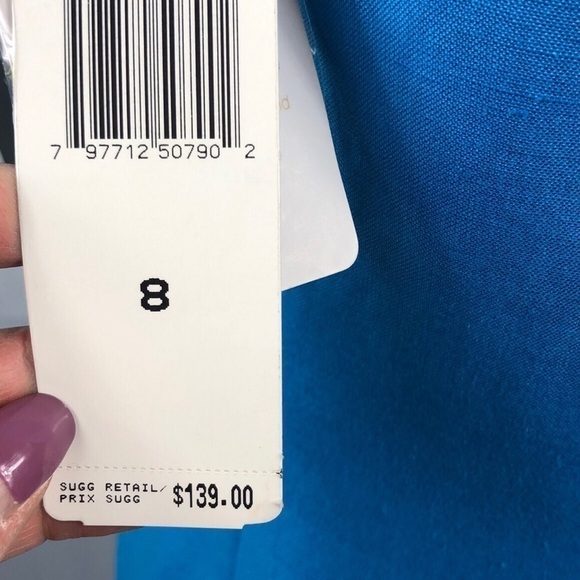 7 97712 50790 2
8
SUGG RETAIL/
PRIX SUGG $139.00